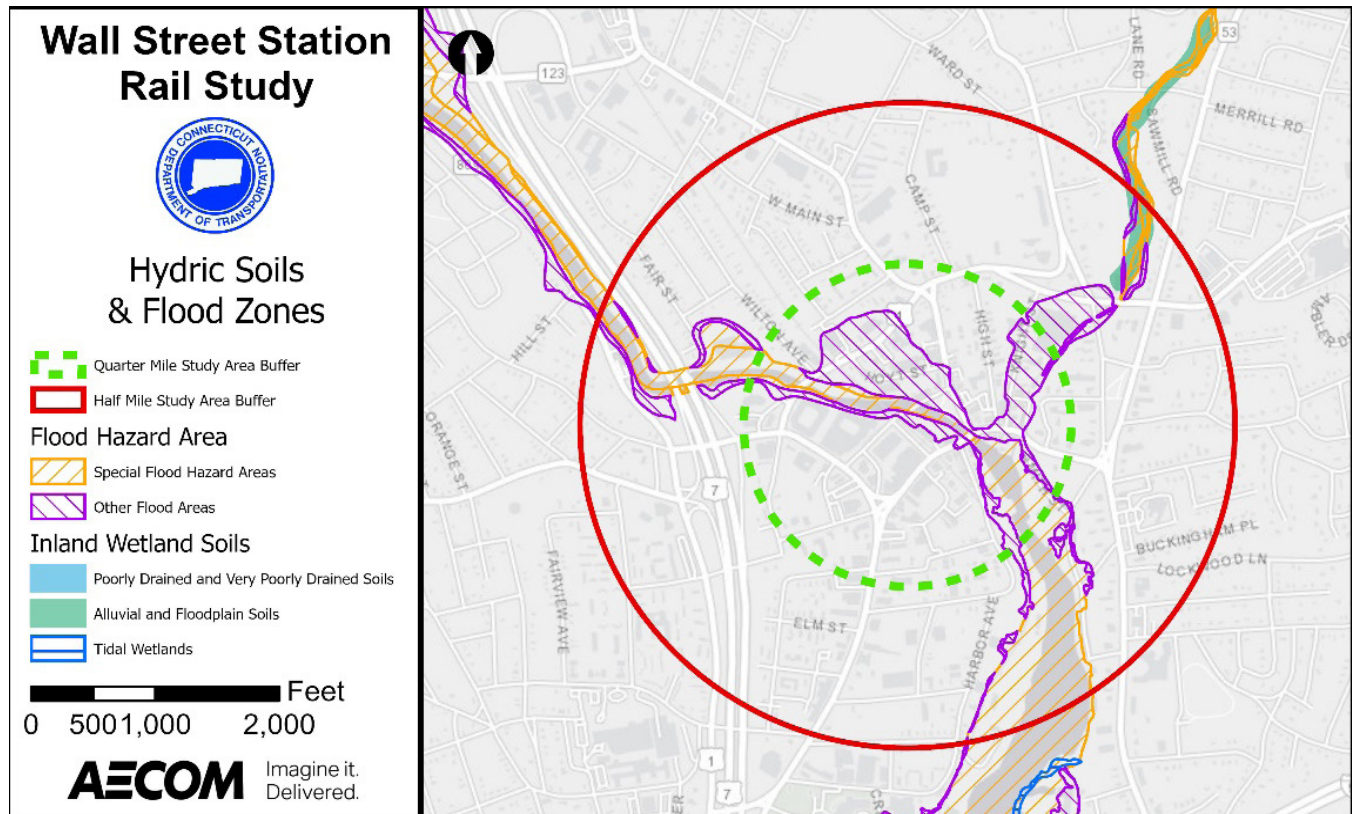 Wall Street Station
Rail Study
CONNECTICUT
DEPARTMENT OF TRANSPORTATION
Hydric Soils
& Flood Zones
Quarter Mile Study Area Buffer
Half Mile Study Area Buffer
Flood Hazard Area
Special Flood Hazard Areas
Other Flood Areas
Inland Wetland Soils
Poorly Drained and Very Poorly Drained Soils
Alluvial and Floodplain Soils
Tidal Wetlands
Feet
0 500 1,000 2,000
AECOM
Imagine it.
Delivered.
123
53
WARD ST
LANE RD
MERRILL RD
SAWMILL RD
CAMP ST
W MAIN ST
FAIR ST
WILTON AVE
HILL ST
HIGH ST
HOYT ST
ORANGE ST
7
BUCKINGHAM PL
LOCKWOOD LN
FAIRVIEW AVE
ELM ST
HARBOR AVE
1
7